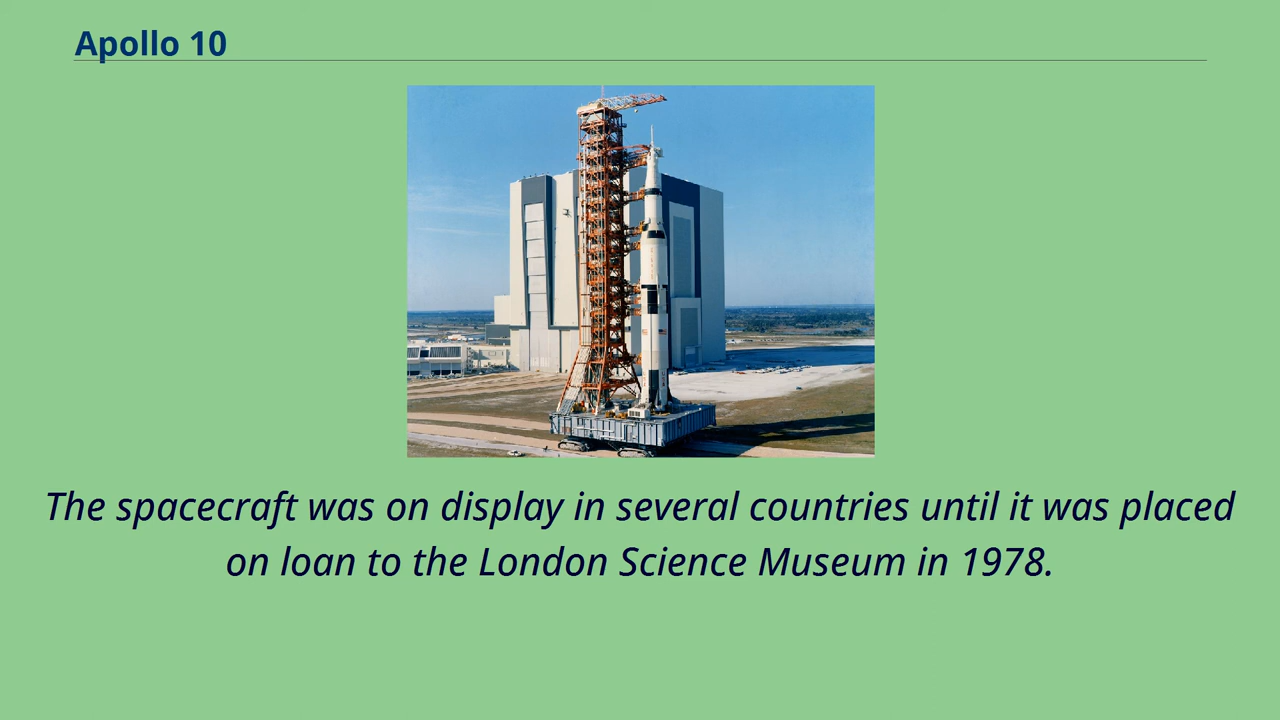 Apollo 10
The spacecraft was on display in several countries until it was placed
on loan to the London Science Museum in 1978.